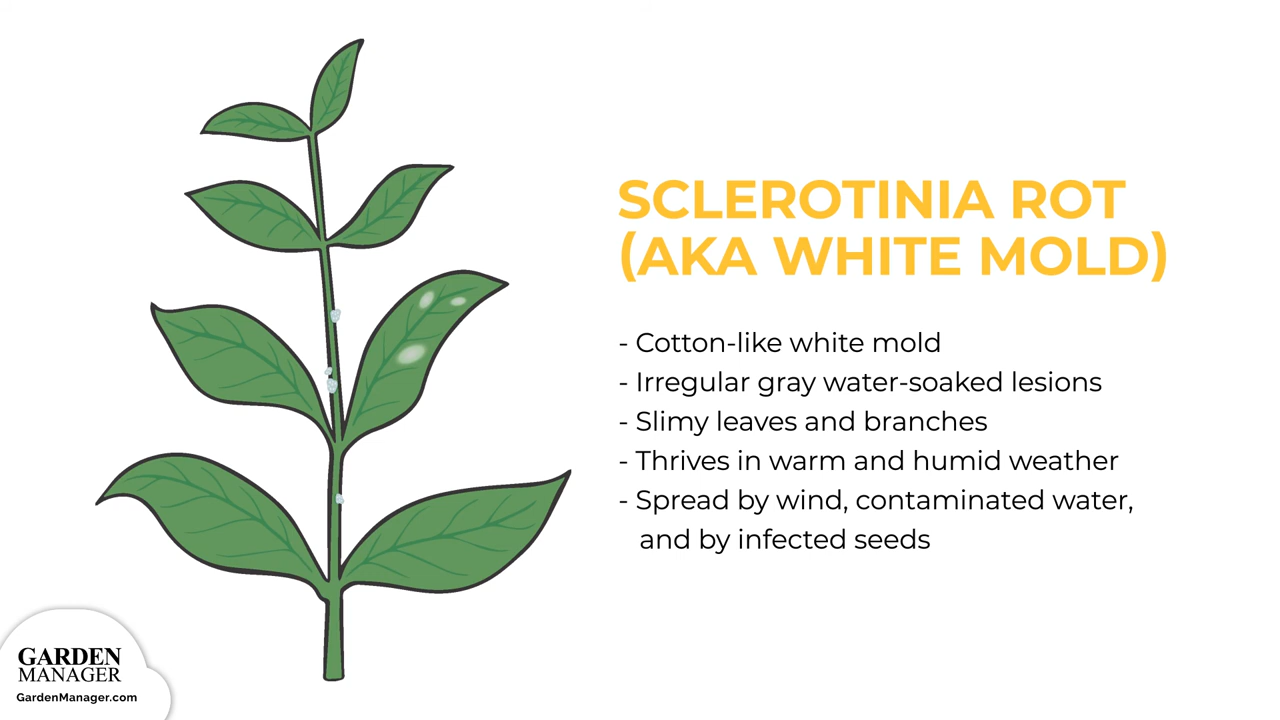 SCLEROTINIA ROT
(AKA WHITE MOLD)
- Cotton-like white mold
- Irregular gray water-soaked lesions
- Slimy leaves and branches
- Thrives in warm and humid weather
- Spread by wind, contaminated water,
and by infected seeds
GARDEN
MANAGER
GardenManager.com